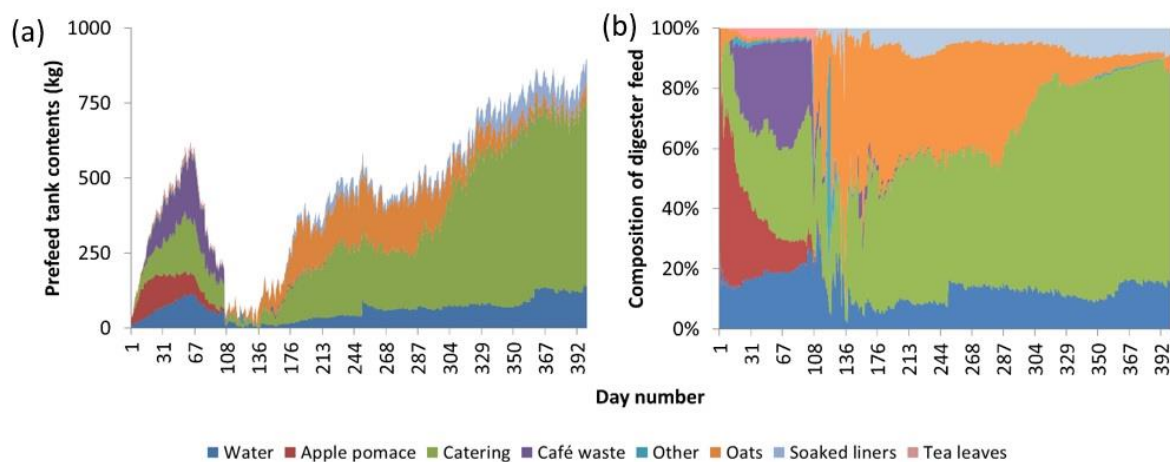 (a)
1000
750
500
250
0
Prefeed tank contents (kg)
1 31 67 108 136 176 213 244 268 287 304 329 350 367 392
(b)
100%
80%
60%
40%
20%
0%
Composition of digester feed
1 31 67 108 136 176 213 244 268 287 304 329 350 367 392
Day number
Water Apple pomace Catering Café waste Other Oats Soaked liners Tea leaves